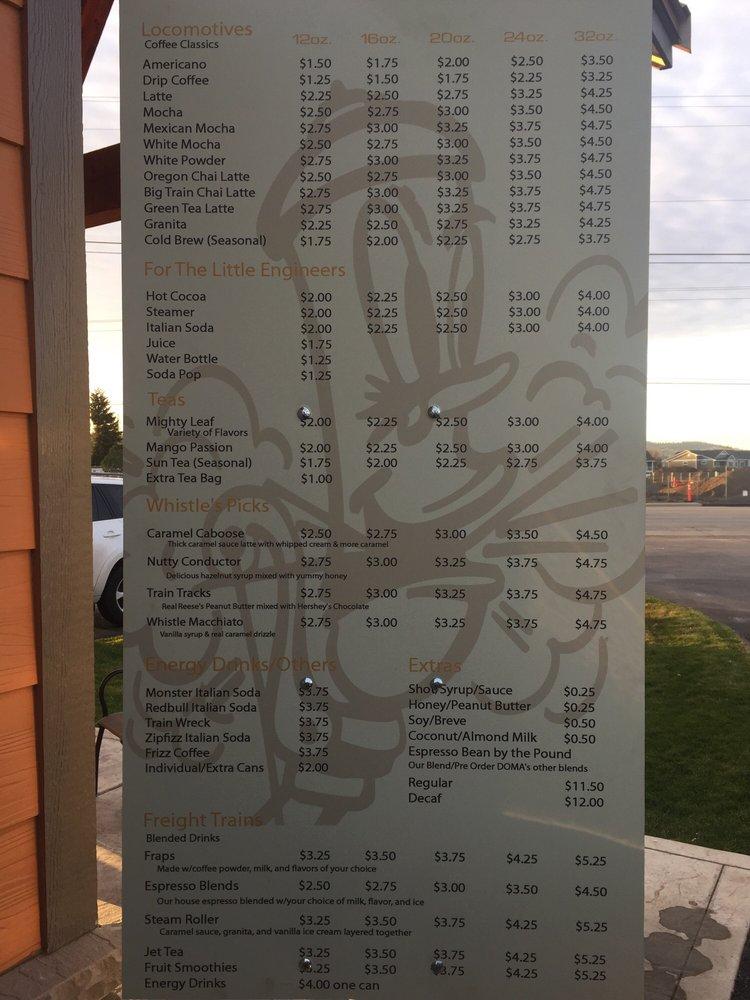 Locomotives 12oz. 16oz. 20oz. 24oz. 32oz.
Coffee Classics
Americano $1.50 $1.75 $2.00 $2.50 $3.50
Drip Coffee $1.25 $1.50 $1.75 $2.25 $3.25
Latte $2.25 $2.50 $2.75 $3.25 $4.25
Mocha $2.50 $2.75 $3.00 $3.50 $4.50
Mexican Mocha $2.75 $3.00 $3.25 $3.75 $4.75
White Mocha $2.50 $2.75 $3.00 $3.50 $4.50
White Powder $2.75 $3.00 $3.25 $3.75 $4.75
Oregon Chai Latte $2.50 $2.75 $3.00 $3.50 $4.50
Big Train Chai Latte $2.75 $3.00 $3.25 $3.75 $4.75
Green Tea Latte $2.75 $3.00 $3.25 $3.75 $4.75
Granita $2.25 $2.50 $2.75 $3.25 $4.25
Cold Brew (Seasonal) $1.75 $2.00 $2.25 $2.75 $3.75
For The Little Engineers
Hot Cocoa $2.00 $2.25 $2.50 $3.00 $4.00
Steamer $2.00 $2.25 $2.50 $3.00 $4.00
Italian Soda $2.00 $2.25 $2.50 $3.00 $4.00
Juice $1.75
Water Bottle $1.25
Soda Pop $1.25
Teas
Mighty Leaf $2.00 $2.25 $2.50 $3.00 $4.00
Variety of Flavors
Mango Passion $2.00 $2.25 $2.50 $3.00 $4.00
Sun Tea (Seasonal) $1.75 $2.00 $2.25 $2.75 $3.75
Extra Tea Bag $1.00
Whistle's Picks
Caramel Caboose $2.50 $2.75 $3.00 $3.50 $4.50
Thick caramel sauce latte with whipped cream & more caramel
Nutty Conductor $2.75 $3.00 $3.25 $3.75 $4.75
Delicious hazelnut syrup mixed with yummy honey
Train Tracks $2.75 $3.00 $3.25 $3.75 $4.75
Real Reese's Peanut Butter mixed with Hershey's Chocolate
Whistle Macchiato $2.75 $3.00 $3.25 $3.75 $4.75
Vanilla syrup & real caramel drizzle
Energy Drinks/Others
Monster Italian Soda $3.75
Redbull Italian Soda $3.75
Train Wreck $3.75
Zipfizz Italian Soda $3.75
Frizz Coffee $3.75
Individual/Extra Cans $2.00
Extras
Shot/Syrup/Sauce $0.25
Honey/Peanut Butter $0.25
Soy/Breve $0.50
Coconut/Almond Milk $0.50
Espresso Bean by the Pound
Our Blend/Pre Order DOMA's other blends
Regular $11.50
Decaf $12.00
Freight Trains
Blended Drinks
Fraps $3.25 $3.50 $3.75 $4.25 $5.25
Made w/coffee powder, milk, and flavors of your choice
Espresso Blends $2.50 $2.75 $3.00 $3.50 $4.50
Our house espresso blended w/your choice of milk, flavor, and ice
Steam Roller $3.25 $3.50 $3.75 $4.25 $5.25
Caramel sauce, granita, and vanilla ice cream layered together
Jet Tea $3.25 $3.50 $3.75 $4.25 $5.25
Fruit Smoothies $3.25 $3.50 $3.75 $4.25 $5.25
Energy Drinks $4.00 one can